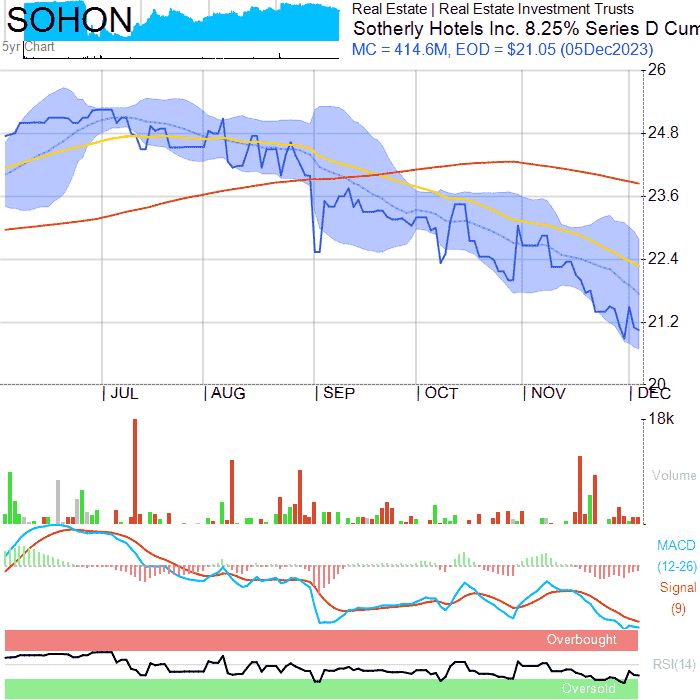 SOHON
5yr Chart
Real Estate | Real Estate Investment Trusts
Sotherly Hotels Inc. 8.25% Series D Cum
MC = 414.6M, EOD = $21.05 (05Dec2023)
26
24.8
23.6
22.4
21.2
20
JUL AUG SEP OCT NOV DEC
18k
Volume
MACD
(12-26)
Signal
(9)
Overbought
RSI(14)
Oversold